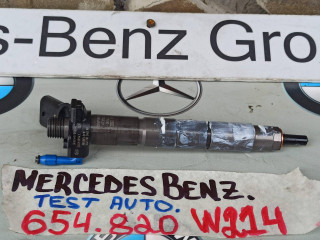 s-Benz Gro
MERCEDES BENZ.
TEST AUTO.
654.820 W214